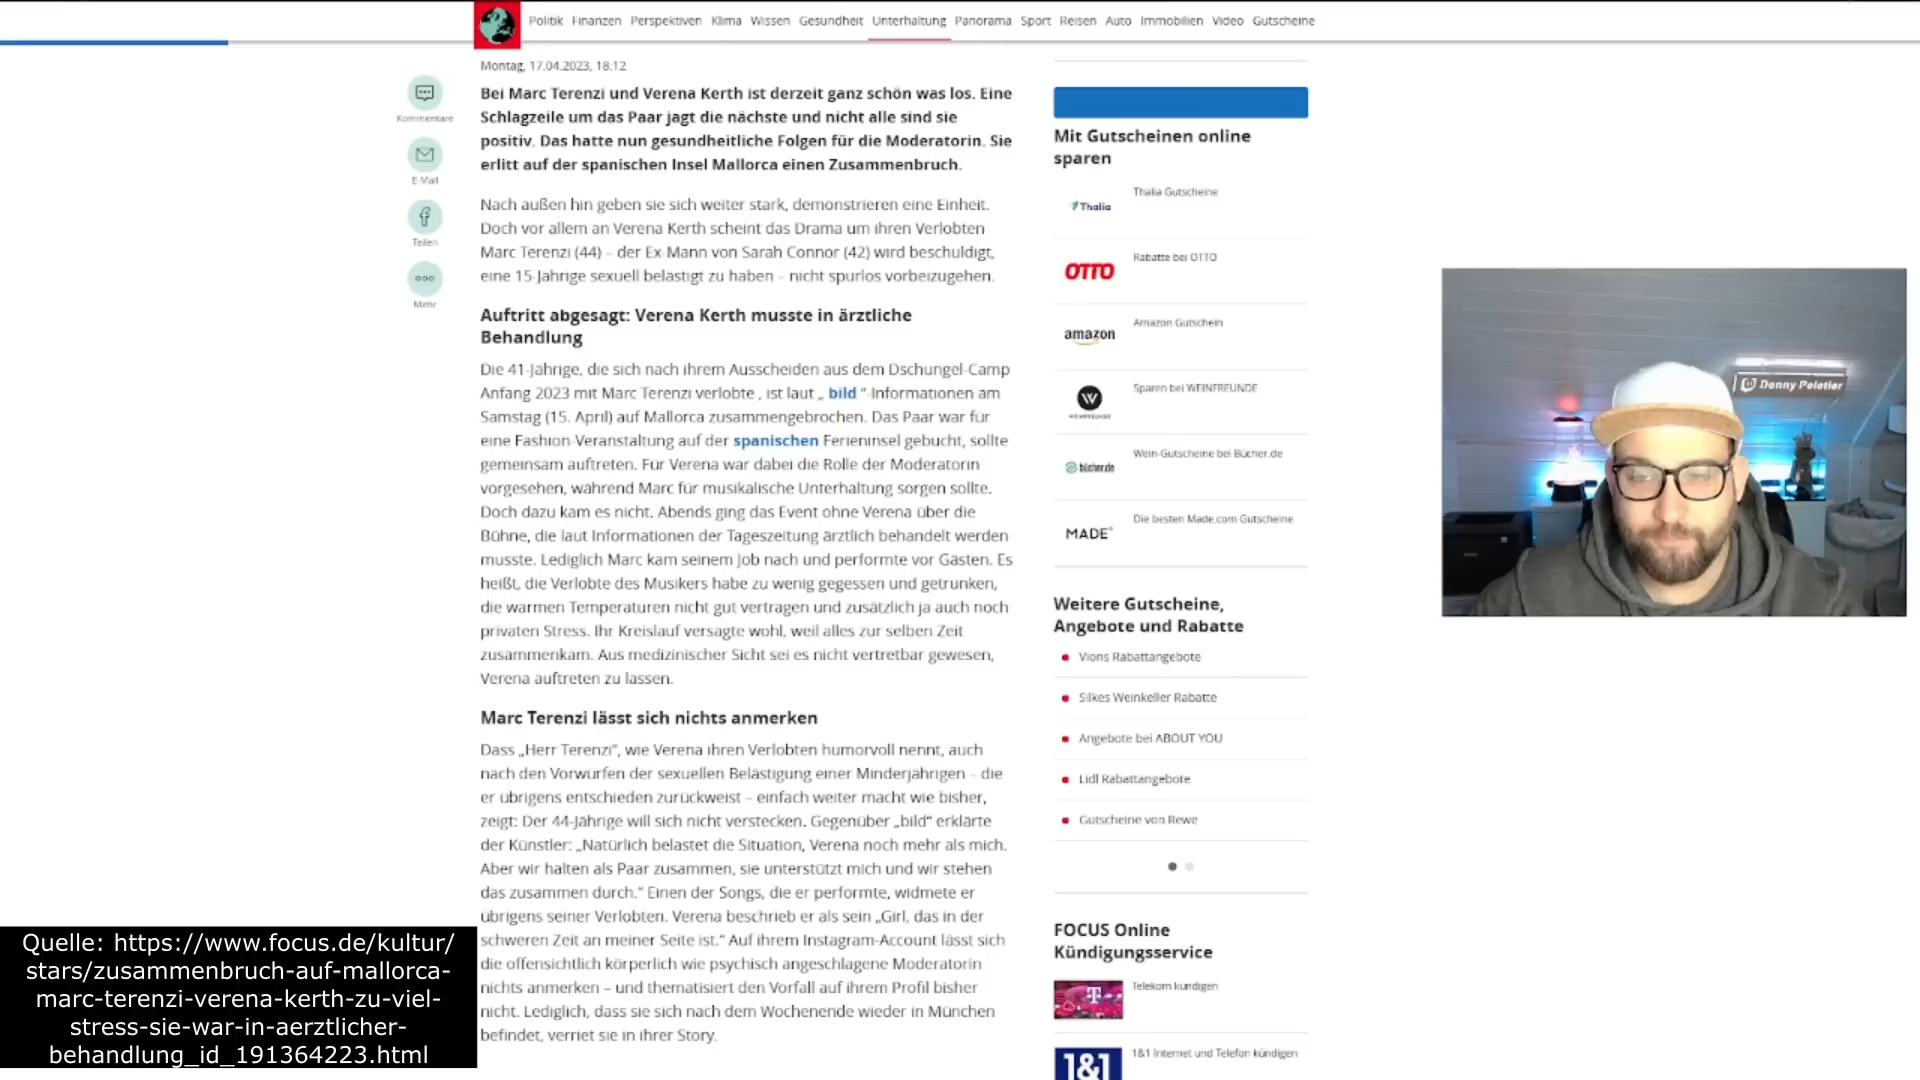 Politik Finanzen Perspektiven Klima Wissen Gesundheit Unterhaltung Panorama Sport Reisen Auto Immobilien Video Gutscheine
Montag, 17.04.2023, 18.12
Bei Marc Terenzi und Verena Kerth ist derzeit ganz schön was los. Eine
Schlagzeile um das Paar jagt die nächste und nicht alle sind sie
positiv. Das hatte nun gesundheitliche Folgen für die Moderatorin. Sie
erlitt auf der spanischen Insel Mallorca einen Zusammenbruch.
Nach außen hin geben sie sich weiter stark, demonstrieren eine Einheit.
Doch vor allem an Verena Kerth scheint das Drama um ihren Verlobten
Marc Terenzi (44) – der Ex-Mann von Sarah Connor (42) wird beschuldigt,
eine 15-Jährige sexuell belästigt zu haben – nicht spurlos vorbeizugehen.
Auftritt abgesagt: Verena Kerth musste in ärztliche
Behandlung
Die 41-Jährige, die sich nach ihrem Ausscheiden aus dem Dschungel-Camp
Anfang 2023 mit Marc Terenzi verlobte , ist laut „ bild "-Informationen am
Samstag (15. April) auf Mallorca zusammengebrochen. Das Paar war für
eine Fashion-Veranstaltung auf der spanischen Ferieninsel gebucht, sollte
gemeinsam auftreten. Für Verena war dabei die Rolle der Moderatorin
vorgesehen, während Marc für musikalische Unterhaltung sorgen sollte.
Doch dazu kam es nicht. Abends ging das Event ohne Verena über die
Bühne, die laut Informationen der Tageszeitung ärztlich behandelt werden
musste. Lediglich Marc kam seinem Job nach und performte vor Gästen. Es
heißt, die Verlobte des Musikers habe zu wenig gegessen und getrunken,
die warmen Temperaturen nicht gut vertragen und zusätzlich ja auch noch
privaten Stress. Ihr Kreislauf versagte wohl, weil alles zur selben Zeit
zusammenkam. Aus medizinischer Sicht sei es nicht vertretbar gewesen,
Verena auftreten zu lassen.
Marc Terenzi lässt sich nichts anmerken
Dass „Herr Terenzi", wie Verena ihren Verlobten humorvoll nennt, auch
nach den Vorwürfen der sexuellen Belästigung einer Minderjährigen – die
er übrigens entschieden zurückweist – einfach weiter macht wie bisher,
zeigt: Der 44-Jährige will sich nicht verstecken. Gegenüber „bild" erklärte
der Künstler: „Natürlich belastet die Situation, Verena noch mehr als mich.
Aber wir halten als Paar zusammen, sie unterstützt mich und wir stehen
das zusammen durch." Einen der Songs, die er performte, widmete er
übrigens seiner Verlobten. Verena beschrieb er als sein „Girl, das in der
schweren Zeit an meiner Seite ist." Auf ihrem Instagram-Account lässt sich
die offensichtlich körperlich wie psychisch angeschlagene Moderatorin
nichts anmerken – und thematisiert den Vorfall auf ihrem Profil bisher
nicht. Lediglich, dass sie sich nach dem Wochenende wieder in München
befindet, verriet sie in ihrer Story.
Kommentare
E-Mail
Teilen
Mehr
Mit Gutscheinen online
sparen
Thalia
Thalia Gutscheine
OTTO
Rabatte bei OTTO
amazon
Amazon Gutschein
W
WEINFREUNDE
Sparen bei WEINFREUNDE
bücher.de
Wein-Gutscheine bei Bücher.de
MADE
Die besten Made.com Gutscheine
Weitere Gutscheine,
Angebote und Rabatte
Vions Rabattangebote
Silkes Weinkeller Rabatte
Angebote bei ABOUT YOU
Lidl Rabattangebote
Gutscheine von Rewe
FOCUS Online
Kündigungsservice
T
Telekom kündigen
1&1
1&1 Internet und Telefon kündigen
Denny Peletier
Quelle: https://www.focus.de/kultur/
stars/zusammenbruch-auf-mallorca-
marc-terenzi-verena-kerth-zu-viel-
stress-sie-war-in-aerztlicher-
behandlung_id_191364223.html